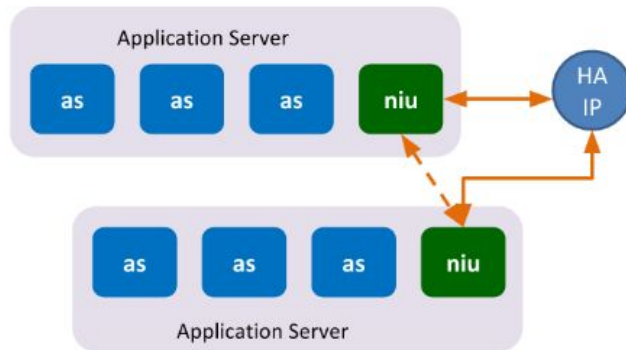 Application Server
as as as niu
HA
IP
as as as niu
Application Server